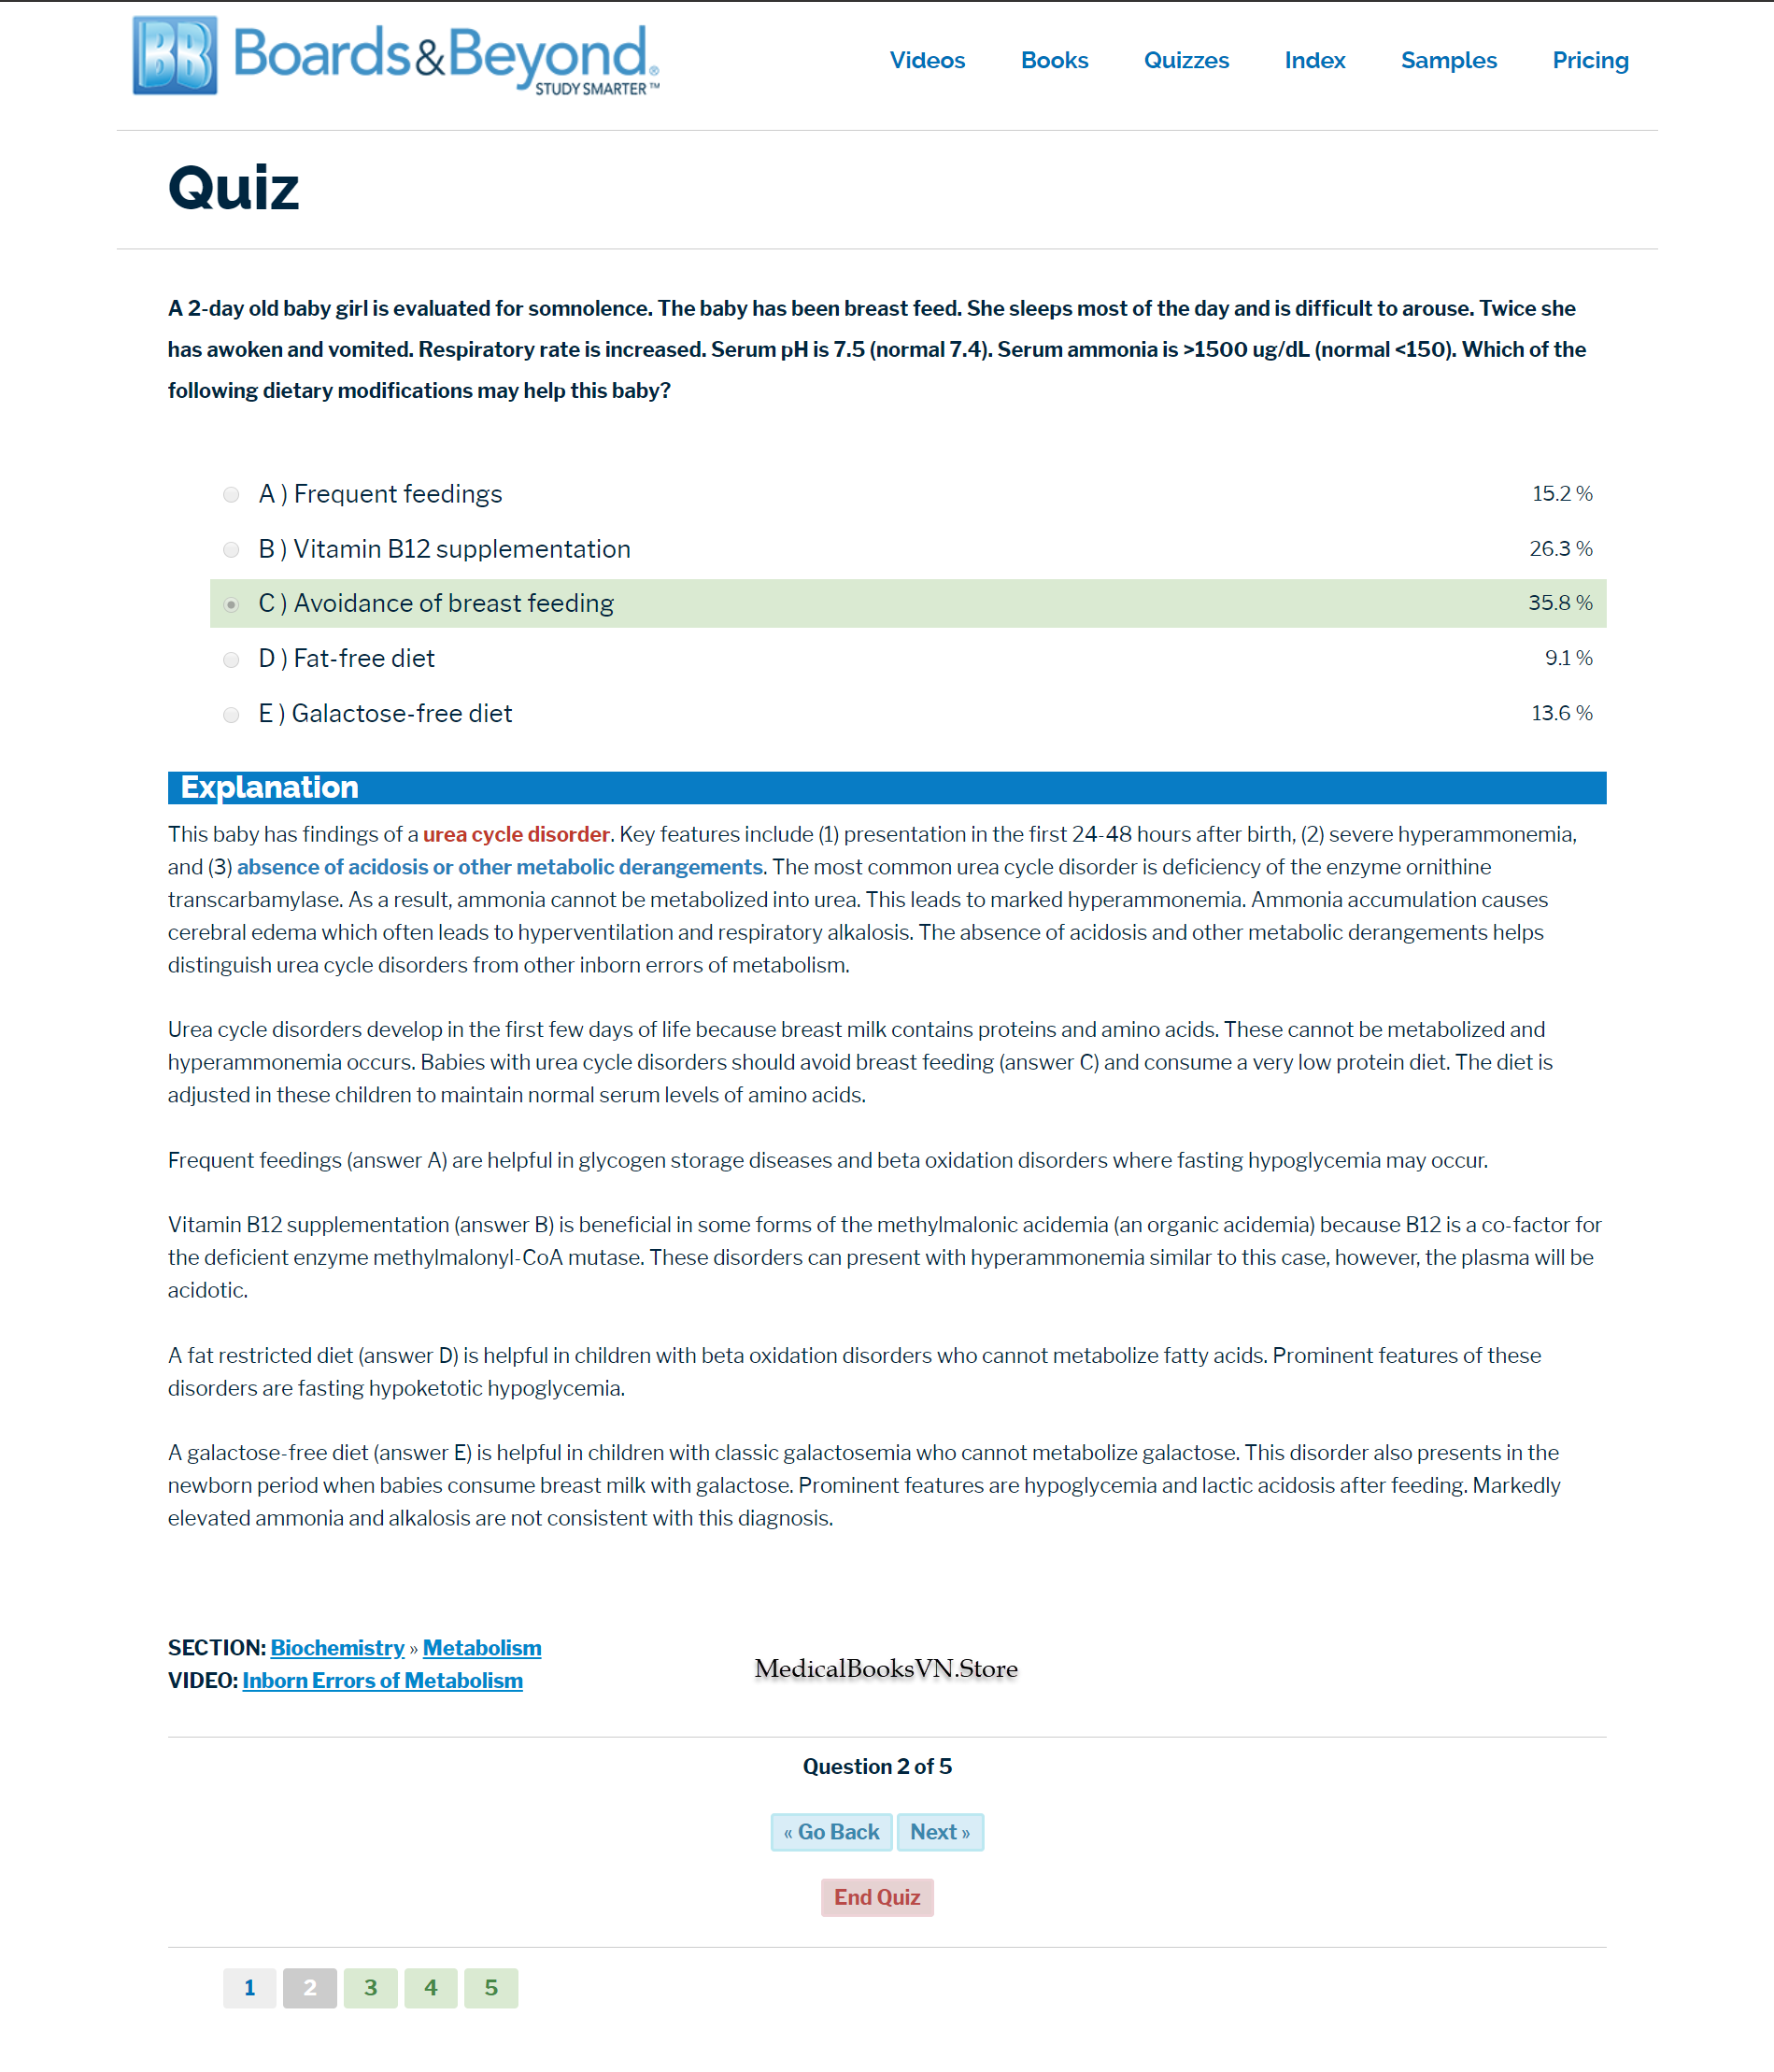 BB Boards&Beyond®
STUDY SMARTER™
Videos Books Quizzes Index Samples Pricing
Quiz
A 2-day old baby girl is evaluated for somnolence. The baby has been breast feed. She sleeps most of the day and is difficult to arouse. Twice she
has awoken and vomited. Respiratory rate is increased. Serum pH is 7.5 (normal 7.4). Serum ammonia is >1500 ug/dL (normal <150). Which of the
following dietary modifications may help this baby?
A ) Frequent feedings 15.2 %
B ) Vitamin B12 supplementation 26.3 %
C ) Avoidance of breast feeding 35.8 %
D ) Fat-free diet 9.1 %
E ) Galactose-free diet 13.6 %
Explanation
This baby has findings of a urea cycle disorder. Key features include (1) presentation in the first 24-48 hours after birth, (2) severe hyperammonemia,
and (3) absence of acidosis or other metabolic derangements. The most common urea cycle disorder is deficiency of the enzyme ornithine
transcarbamylase. As a result, ammonia cannot be metabolized into urea. This leads to marked hyperammonemia. Ammonia accumulation causes
cerebral edema which often leads to hyperventilation and respiratory alkalosis. The absence of acidosis and other metabolic derangements helps
distinguish urea cycle disorders from other inborn errors of metabolism.
Urea cycle disorders develop in the first few days of life because breast milk contains proteins and amino acids. These cannot be metabolized and
hyperammonemia occurs. Babies with urea cycle disorders should avoid breast feeding (answer C) and consume a very low protein diet. The diet is
adjusted in these children to maintain normal serum levels of amino acids.
Frequent feedings (answer A) are helpful in glycogen storage diseases and beta oxidation disorders where fasting hypoglycemia may occur.
Vitamin B12 supplementation (answer B) is beneficial in some forms of the methylmalonic acidemia (an organic acidemia) because B12 is a co-factor for
the deficient enzyme methylmalonyl-CoA mutase. These disorders can present with hyperammonemia similar to this case, however, the plasma will be
acidotic.
A fat restricted diet (answer D) is helpful in children with beta oxidation disorders who cannot metabolize fatty acids. Prominent features of these
disorders are fasting hypoketotic hypoglycemia.
A galactose-free diet (answer E) is helpful in children with classic galactosemia who cannot metabolize galactose. This disorder also presents in the
newborn period when babies consume breast milk with galactose. Prominent features are hypoglycemia and lactic acidosis after feeding. Markedly
elevated ammonia and alkalosis are not consistent with this diagnosis.
SECTION: Biochemistry » Metabolism
VIDEO: Inborn Errors of Metabolism
MedicalBooksVN.Store
Question 2 of 5
« Go Back Next »
End Quiz
1 2 3 4 5